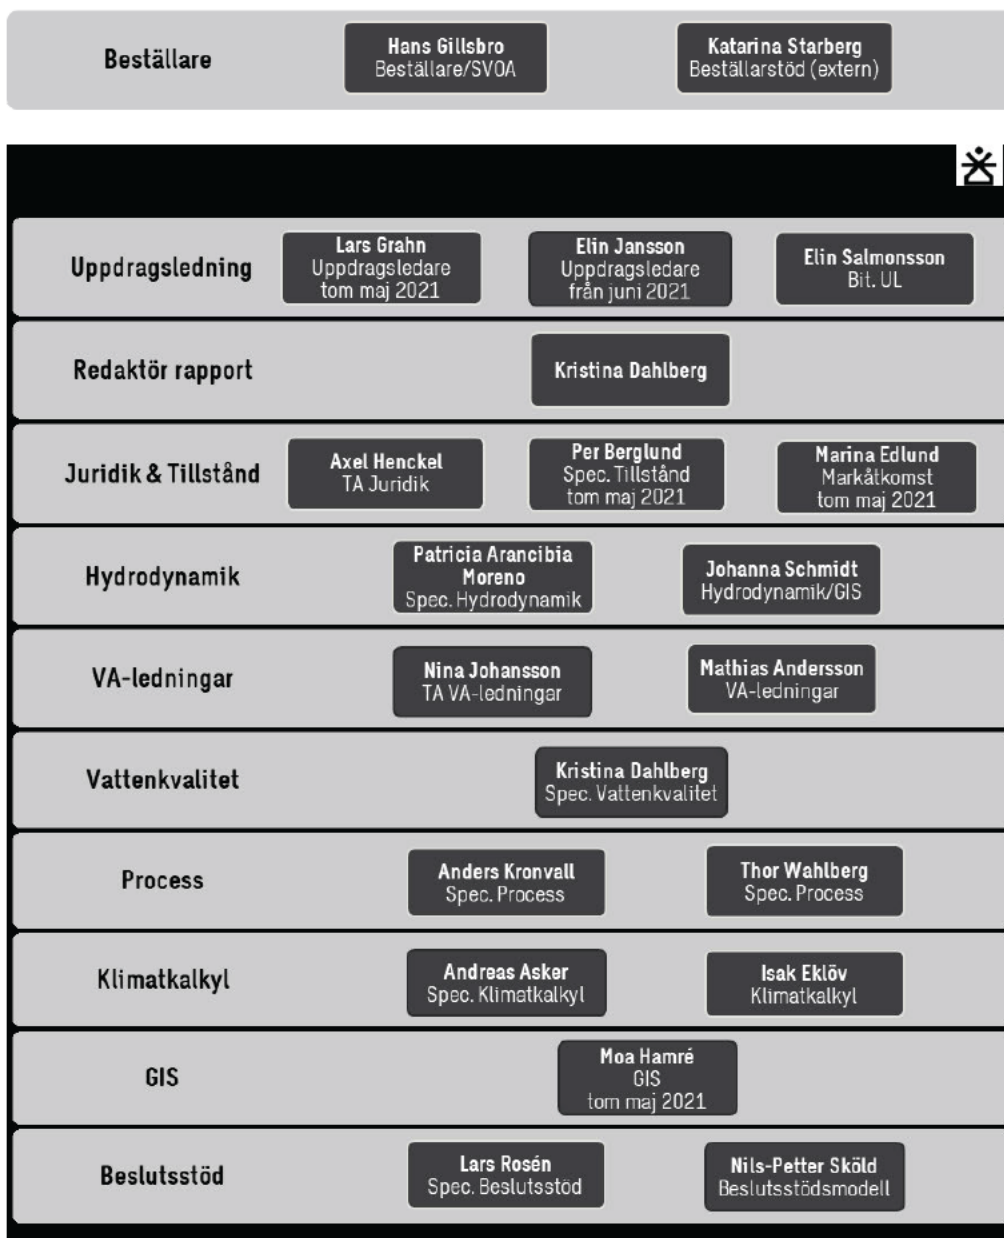 Beställare
Hans Gillsbro
Beställare/SVOA
Katarina Starberg
Beställarstöd (extern)
Uppdragsledning
Lars Grahn
Uppdragsledare
tom maj 2021
Elin Jansson
Uppdragsledare
från juni 2021
Elin Salmonsson
Bit. UL
Redaktör rapport
Kristina Dahlberg
Juridik & Tillstånd
Axel Henckel
TA Juridik
Per Berglund
Spec. Tillstånd
tom maj 2021
Marina Edlund
Markåtkomst
tom maj 2021
Hydrodynamik
Patricia Arancibia
Moreno
Spec. Hydrodynamik
Johanna Schmidt
Hydrodynamik/GIS
VA-ledningar
Nina Johansson
TA VA-ledningar
Mathias Andersson
VA-ledningar
Vattenkvalitet
Kristina Dahlberg
Spec. Vattenkvalitet
Process
Anders Kronvall
Spec. Process
Thor Wahlberg
Spec. Process
Klimatkalkyl
Andreas Asker
Spec. Klimatkalkyl
Isak Eklöv
Klimatkalkyl
GIS
Moa Hamré
GIS
tom maj 2021
Beslutsstöd
Lars Rosén
Spec. Beslutsstöd
Nils-Petter Sköld
Beslutsstödsmodell